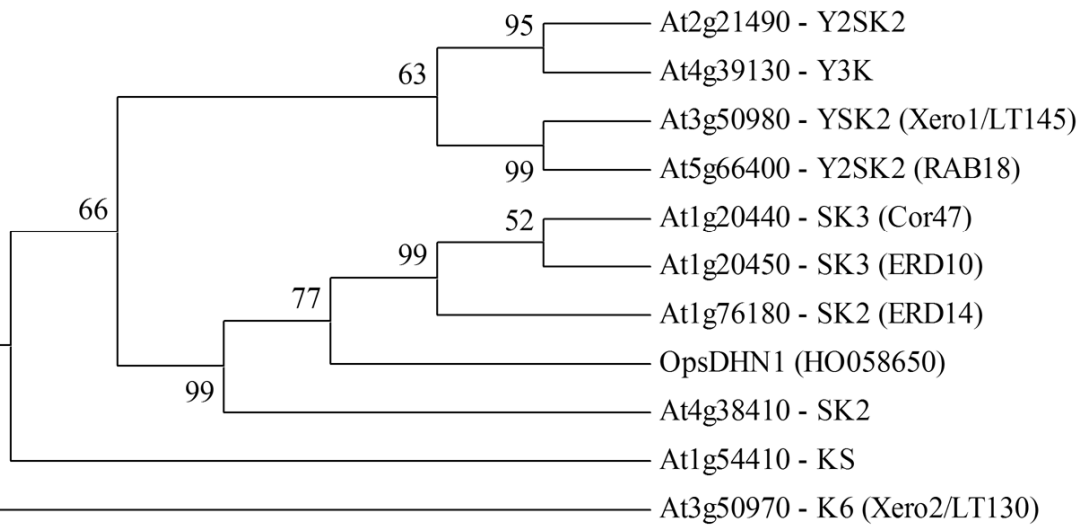 95
At2g21490 - Y2SK2
63
At4g39130 - Y3K
At3g50980 - YSK2 (Xero1/LT145)
99
At5g66400 - Y2SK2 (RAB18)
66
52
At1g20440 - SK3 (Cor47)
99
At1g20450 - SK3 (ERD10)
77
At1g76180 - SK2 (ERD14)
OpsDHN1 (HO058650)
99
At4g38410 - SK2
At1g54410 - KS
At3g50970 - K6 (Xero2/LT130)